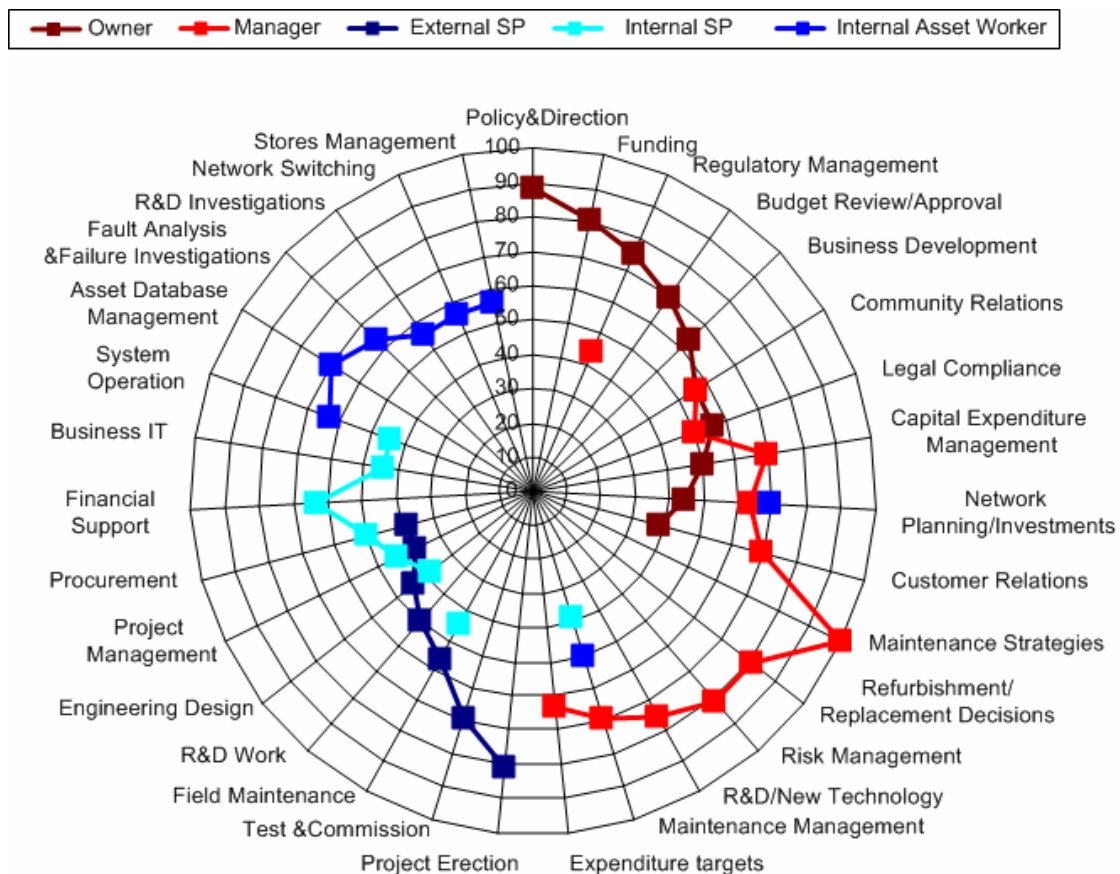 Owner
Manager
External SP
Internal SP
Internal Asset Worker
Policy&Direction
Funding
Regulatory Management
Budget Review/Approval
Business Development
Community Relations
Legal Compliance
Capital Expenditure
Management
Network
Planning/Investments
Customer Relations
Maintenance Strategies
Refurbishment/
Replacement Decisions
Risk Management
R&D/New Technology
Maintenance Management
Expenditure targets
Project Erection
Test &Commission
Field Maintenance
R&D Work
Engineering Design
Project
Management
Procurement
Financial
Support
Business IT
System
Operation
Asset Database
Management
Fault Analysis
&Failure Investigations
R&D Investigations
Network Switching
Stores Management
100
90
80
70
60
50
40
30
20
10
0